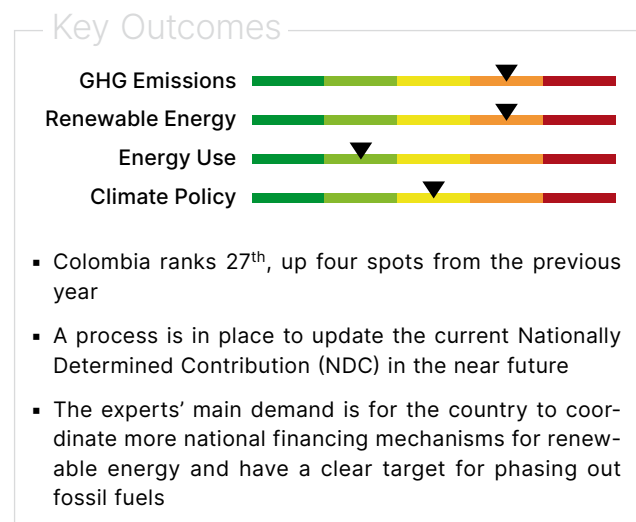 Key Outcomes
GHG Emissions
Renewable Energy
Energy Use
Climate Policy
▪ Colombia ranks 27th, up four spots from the previous
year
▪ A process is in place to update the current Nationally
Determined Contribution (NDC) in the near future
▪ The experts’ main demand is for the country to coor-
dinate more national financing mechanisms for renew-
able energy and have a clear target for phasing out
fossil fuels